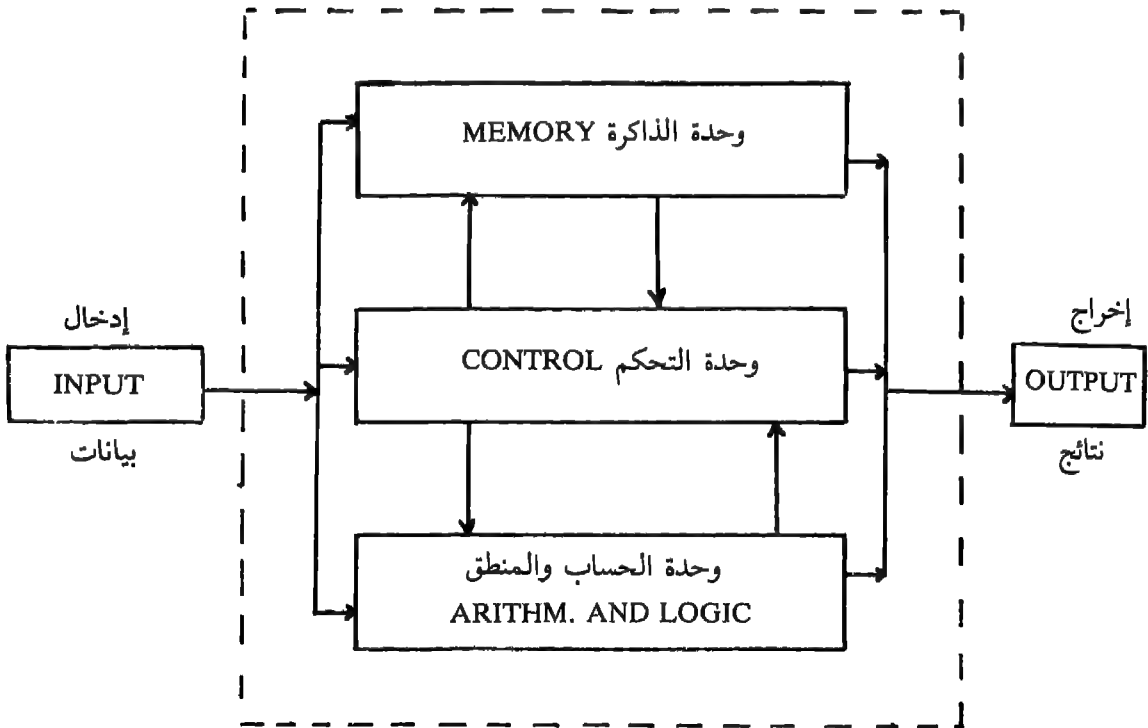 وحدة الذاكرة MEMORY
إدخال
INPUT
بيانات
وحدة التحكم CONTROL
إخراج
OUTPUT
نتائج
وحدة الحساب والمنطق
ARITHM. AND LOGIC